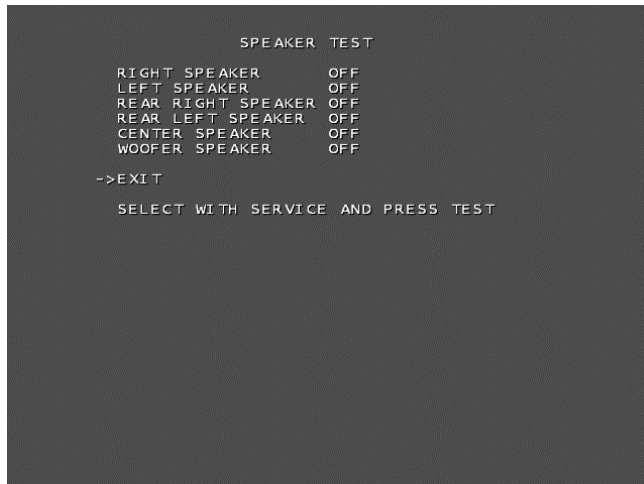 SPEAKER TEST
RIGHT SPEAKER OFF
LEFT SPEAKER OFF
REAR RIGHT SPEAKER OFF
REAR LEFT SPEAKER OFF
CENTER SPEAKER OFF
WOOFER SPEAKER OFF
->EXIT
SELECT WITH SERVICE AND PRESS TEST